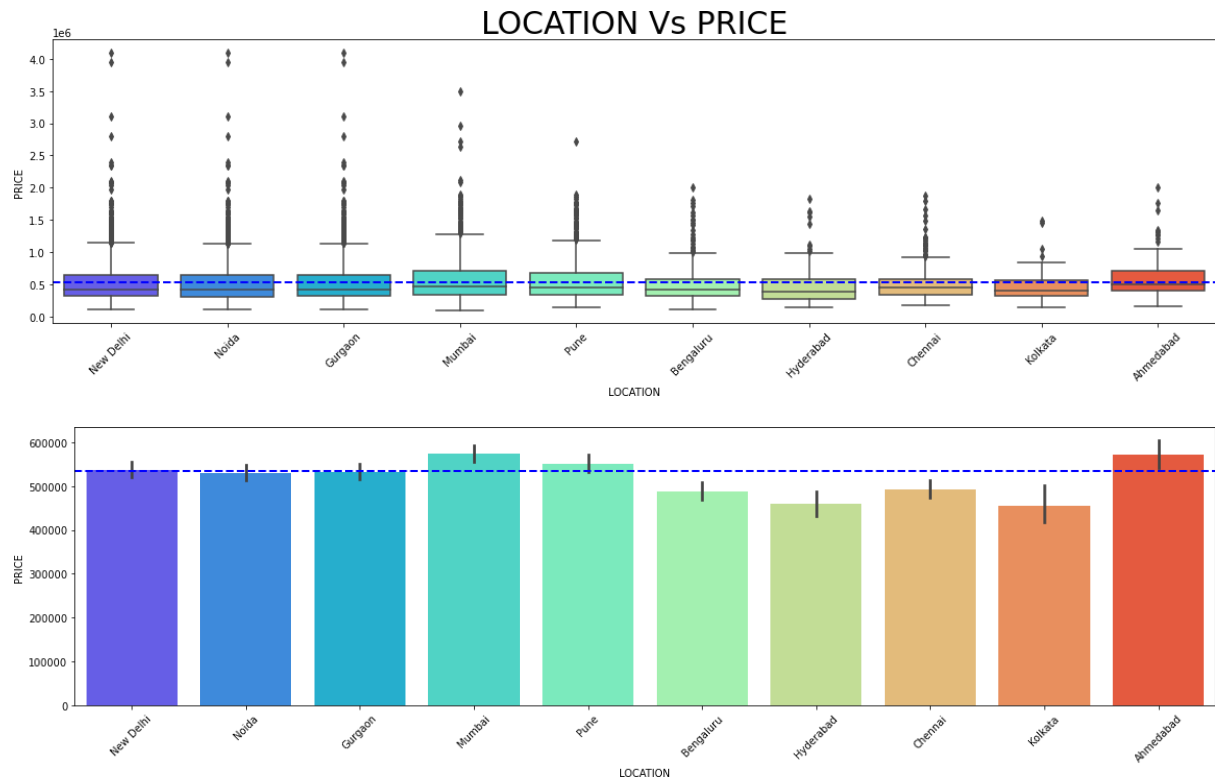 LOCATION Vs PRICE
1e6
4.0
3.5
3.0
2.5
2.0
1.5
1.0
0.5
0.0
PRICE
New Delhi
Noida
Gurgaon
Mumbai
Pune
Bengaluru
Hyderabad
Chennai
Kolkata
Ahmedabad
LOCATION
600000
500000
400000
300000
200000
100000
0
PRICE
New Delhi
Noida
Gurgaon
Mumbai
Pune
Bengaluru
Hyderabad
Chennai
Kolkata
Ahmedabad
LOCATION